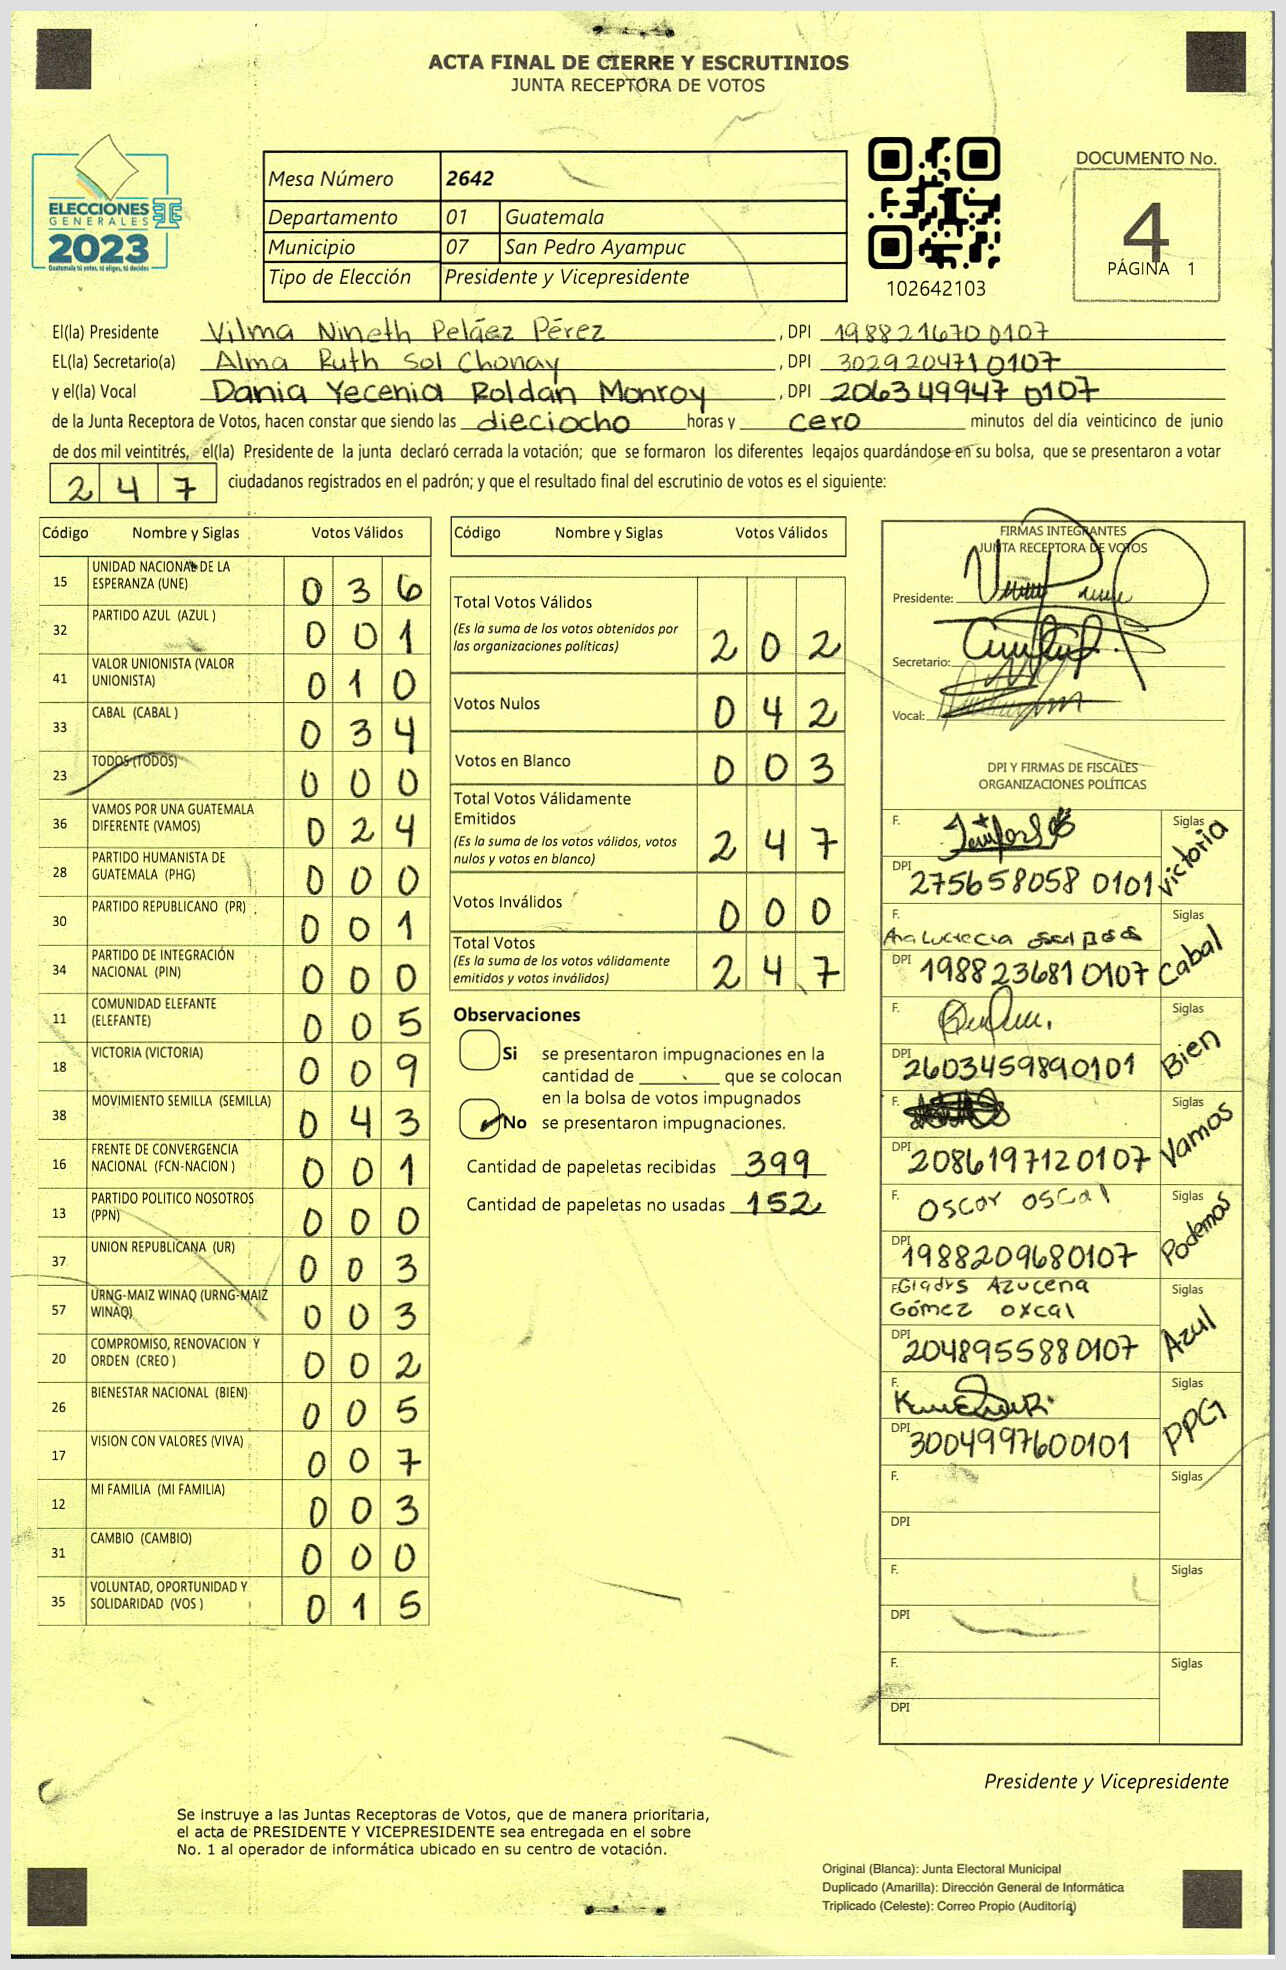 ACTA FINAL DE CIERRE Y ESCRUTINIOS
JUNTA RECEPTORA DE VOTOS
ELECCIONES
GENERALES
2023
Guatemala tú votas, tú eliges, tú decides
Mesa Número 2642
Departamento 01 Guatemala
Municipio 07 San Pedro Ayampuc
Tipo de Elección Presidente y Vicepresidente
102642103
DOCUMENTO No.
4
PÁGINA 1
El(la) Presidente Vilma Nineth Peláez Pérez , DPI 198821670 0107
EL(la) Secretario(a) Alma Ruth Sol Chonay , DPI 302920471 0107
y el(la) Vocal Dania Yecenia Roldán Monroy , DPI 206349947 0107
de la Junta Receptora de Votos, hacen constar que siendo las dieciocho horas y cero minutos del día veinticinco de junio
de dos mil veintitrés, el(la) Presidente de la junta declaró cerrada la votación; que se formaron los diferentes legajos guardándose en su bolsa, que se presentaron a votar
2 4 7 ciudadanos registrados en el padrón; y que el resultado final del escrutinio de votos es el siguiente:
Código Nombre y Siglas Votos Válidos
15 UNIDAD NACIONAL DE LA ESPERANZA (UNE) 0 3 6
32 PARTIDO AZUL (AZUL ) 0 0 1
41 VALOR UNIONISTA (VALOR UNIONISTA) 0 1 0
33 CABAL (CABAL ) 0 3 4
23 TODOS (TODOS) 0 0 0
36 VAMOS POR UNA GUATEMALA DIFERENTE (VAMOS) 0 2 4
28 PARTIDO HUMANISTA DE GUATEMALA (PHG) 0 0 0
30 PARTIDO REPUBLICANO (PR) 0 0 1
34 PARTIDO DE INTEGRACIÓN NACIONAL (PIN) 0 0 0
11 COMUNIDAD ELEFANTE (ELEFANTE) 0 0 5
18 VICTORIA (VICTORIA) 0 0 9
38 MOVIMIENTO SEMILLA (SEMILLA) 0 4 3
16 FRENTE DE CONVERGENCIA NACIONAL (FCN-NACION ) 0 0 1
13 PARTIDO POLITICO NOSOTROS (PPN) 0 0 0
37 UNION REPUBLICANA (UR) 0 0 3
57 URNG-MAIZ WINAQ (URNG-MAIZ WINAQ) 0 0 3
20 COMPROMISO, RENOVACION Y ORDEN (CREO ) 0 0 2
26 BIENESTAR NACIONAL (BIEN) 0 0 5
17 VISION CON VALORES (VIVA) 0 0 7
12 MI FAMILIA (MI FAMILIA) 0 0 3
31 CAMBIO (CAMBIO) 0 0 0
35 VOLUNTAD, OPORTUNIDAD Y SOLIDARIDAD (VOS ) 0 1 5
Código Nombre y Siglas Votos Válidos
Total Votos Válidos
(Es la suma de los votos obtenidos por
las organizaciones políticas) 2 0 2
Votos Nulos 0 4 2
Votos en Blanco 0 0 3
Total Votos Válidamente
Emitidos
(Es la suma de los votos válidos, votos
nulos y votos en blanco) 2 4 7
Votos Inválidos 0 0 0
Total Votos
(Es la suma de los votos válidamente
emitidos y votos inválidos) 2 4 7
Observaciones
Si se presentaron impugnaciones en la
cantidad de ____ que se colocan
en la bolsa de votos impugnados
No se presentaron impugnaciones.
Cantidad de papeletas recibidas 399
Cantidad de papeletas no usadas 152
FIRMAS INTEGRANTES
JUNTA RECEPTORA DE VOTOS
Presidente:
Secretario:
Vocal:
DPI Y FIRMAS DE FISCALES
ORGANIZACIONES POLÍTICAS
F. Siglas Victoria
DPI 275658058 0101
F. Ana Lucrecia Siglas Cabal
DPI 198823681 0107
F. Siglas Bien
DPI 2603459890101
F. Siglas Vamos
DPI 2086197120107
F. Oscar Oscal Siglas Podemos
DPI 1988209680107
F. Gladys Azucena
Gómez Oxcal Siglas Azul
DPI 2048955880107
F. Siglas PPG
DPI 3004997600101
F. Siglas
DPI
F. Siglas
DPI
F. Siglas
DPI
Presidente y Vicepresidente
Se instruye a las Juntas Receptoras de Votos, que de manera prioritaria,
el acta de PRESIDENTE Y VICEPRESIDENTE sea entregada en el sobre
No. 1 al operador de informática ubicado en su centro de votación.
Original (Blanca): Junta Electoral Municipal
Duplicado (Amarilla): Dirección General de Informática
Triplicado (Celeste): Correo Propio (Auditoría)